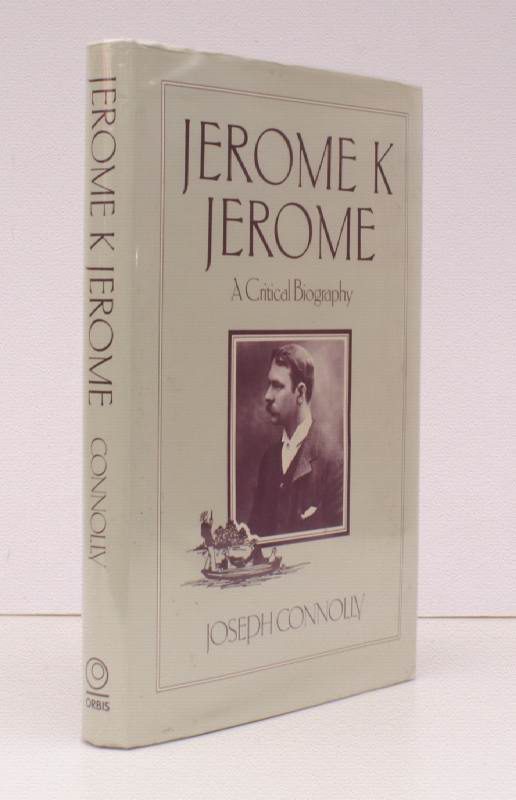 JEROME K JEROME
CONNOLLY
ORBIS
JEROME K
JEROME
A Critical Biography
JOSEPH CONNOLLY